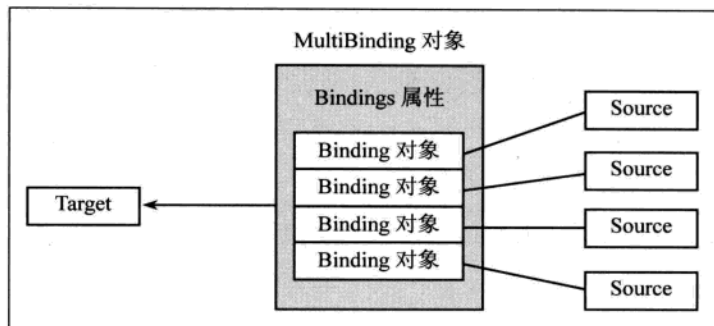 MultiBinding 对象
Bindings 属性
Binding 对象
Binding 对象
Binding 对象
Binding 对象
Target
Source
Source
Source
Source